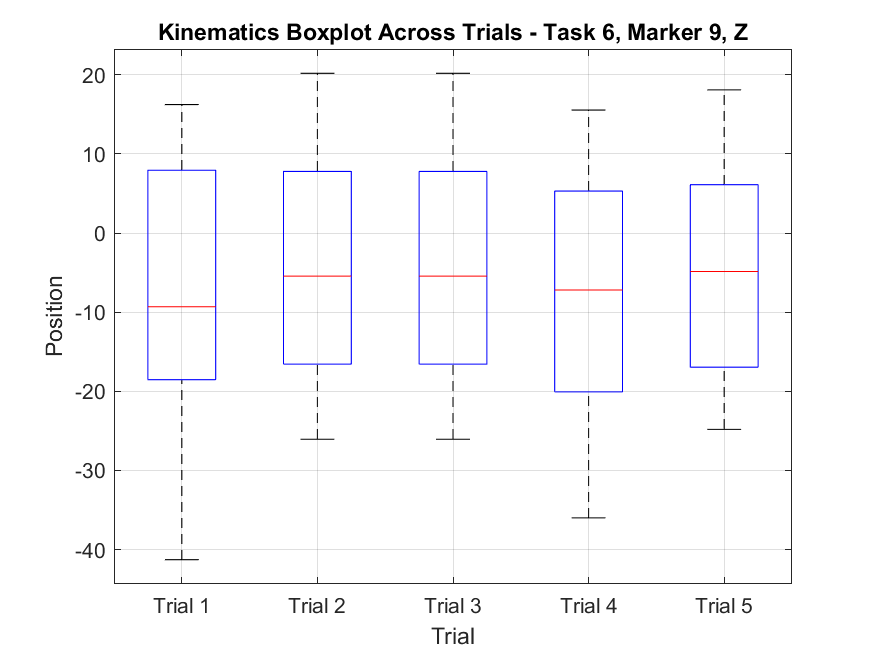 Kinematics Boxplot Across Trials - Task 6, Marker 9, Z
20
10
0
-10
-20
-30
-40
Position
Trial 1 Trial 2 Trial 3 Trial 4 Trial 5
Trial